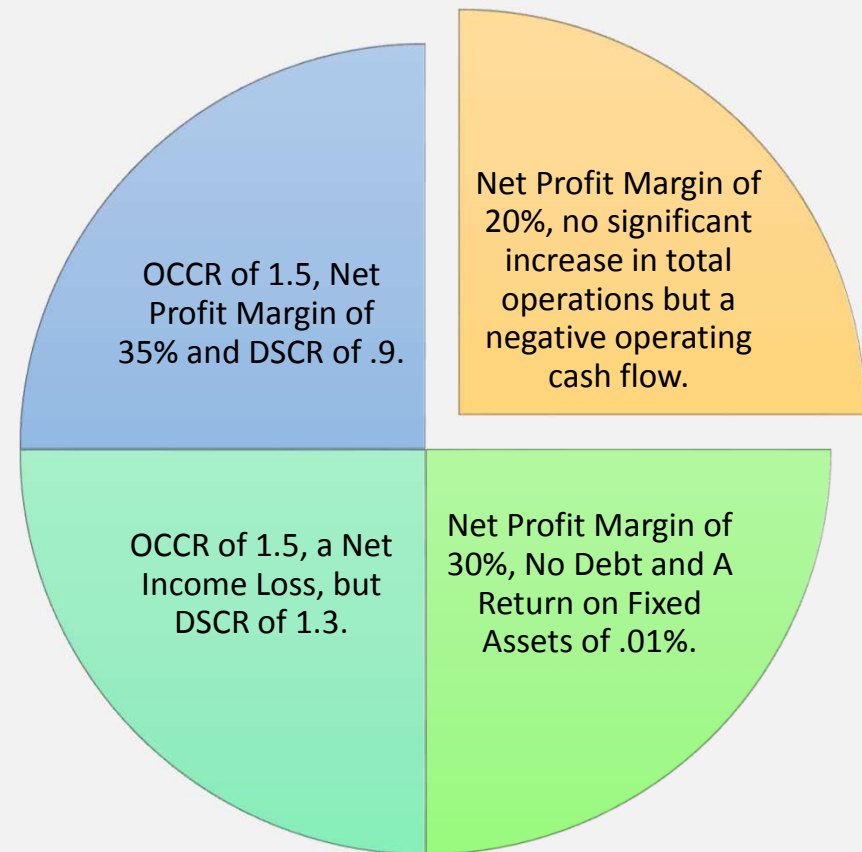 Net Profit Margin of
20%, no significant
increase in total
operations but a
negative operating
cash flow.
OCCR of 1.5, Net
Profit Margin of
35% and DSCR of .9.
OCCR of 1.5, a Net
Income Loss, but
DSCR of 1.3.
Net Profit Margin of
30%, No Debt and A
Return on Fixed
Assets of .01%.